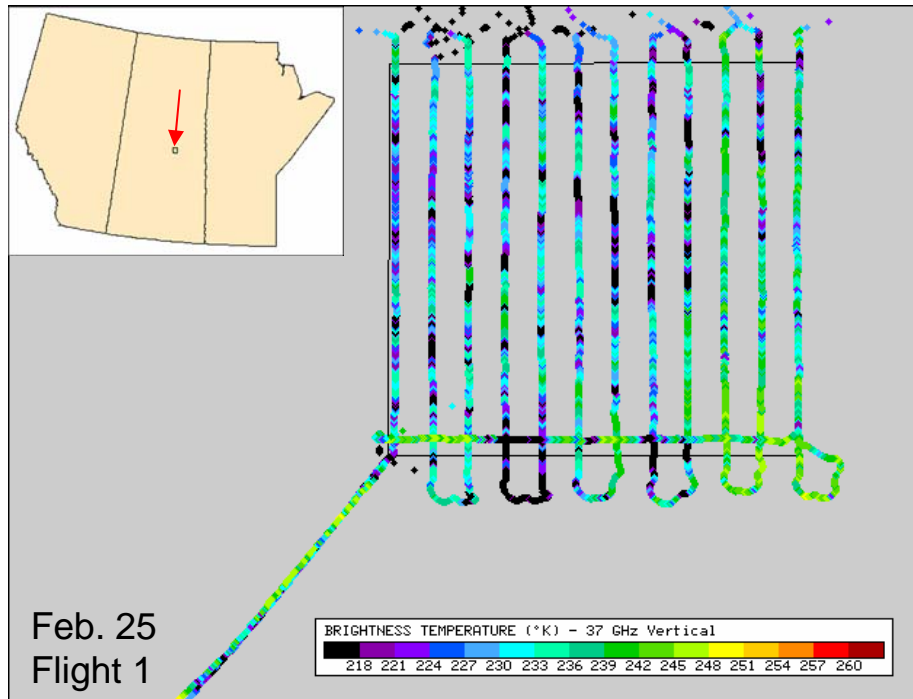 BRIGHTNESS TEMPERATURE (°K) - 37 GHz Vertical
218 221 224 227 230 233 236 239 242 245 248 251 254 257 260
Feb. 25
Flight 1